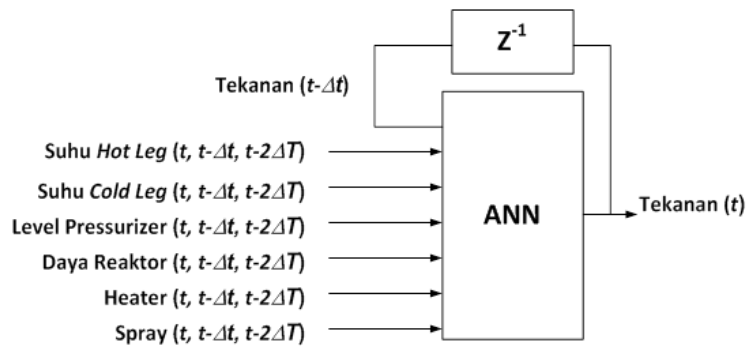 Z-1
Tekanan (t-Δt)
Suhu Hot Leg (t, t-Δt, t-2ΔT)
Suhu Cold Leg (t, t-Δt, t-2ΔT)
Level Pressurizer (t, t-Δt, t-2ΔT)
Daya Reaktor (t, t-Δt, t-2ΔT)
Heater (t, t-Δt, t-2ΔT)
Spray (t, t-Δt, t-2ΔT)
ANN
Tekanan (t)